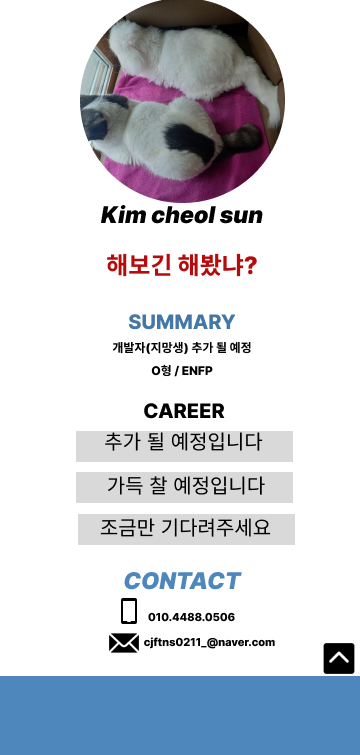 Kim cheol sun
해보긴 해봤냐?
SUMMARY
개발자(지망생) 추가 될 예정
O형 / ENFP
CAREER
추가 될 예정입니다
가득 찰 예정입니다
조금만 기다려주세요
CONTACT
010.4488.0506
cjftns0211_@naver.com